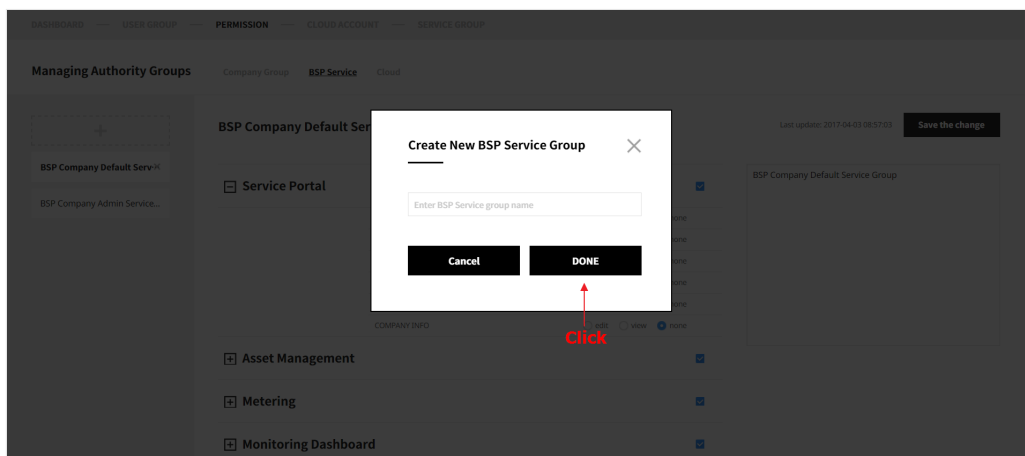 DASHBOARD — USER GROUP — PERMISSION — CLOUD ACCOUNT — SERVICE GROUP
Managing Authority Groups Company Group BSP Service Cloud
BSP Company Default Ser
Last update: 2017-04-03 08:57:03 Save the change
Create New BSP Service Group
BSP Company Default Serv
BSP Company Default Service Group
Service Portal
BSP Company Admin Service...
Enter BSP Service group name
none
none
Cancel DONE
none
none
none
COMPANY INFO edit view none
Click
Asset Management
Metering
Monitoring Dashboard